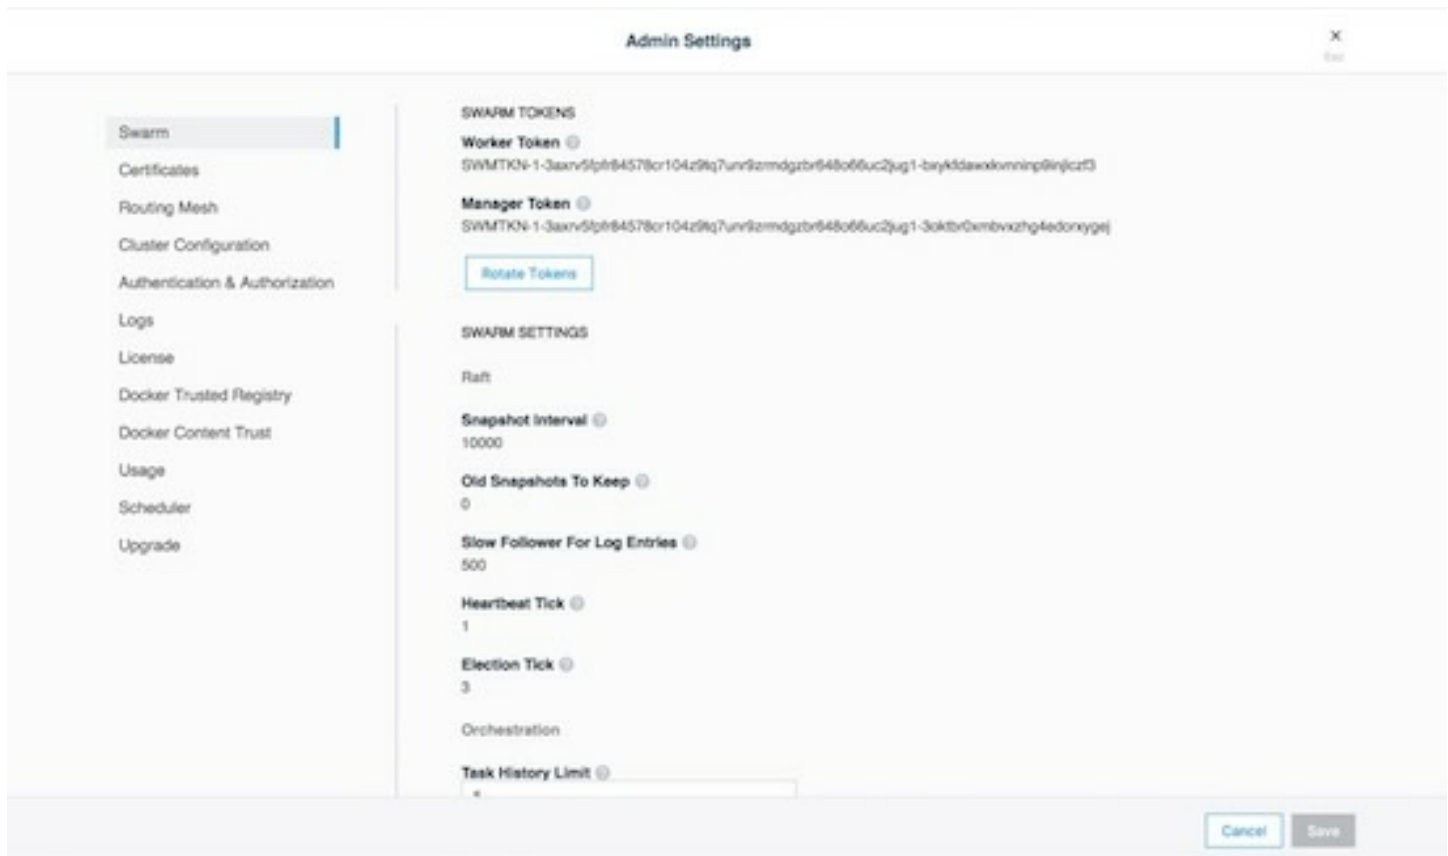 Admin Settings
×
Esc
Swarm
Certificates
Routing Mesh
Cluster Configuration
Authentication & Authorization
Logs
License
Docker Trusted Registry
Docker Content Trust
Usage
Scheduler
Upgrade
SWARM TOKENS
Worker Token
Manager Token
Rotate Tokens
SWARM SETTINGS
Raft
Snapshot Interval
10000
Old Snapshots To Keep
0
Slow Follower For Log Entries
500
Heartbeat Tick
1
Election Tick
3
Orchestration
Task History Limit
Cancel
Save